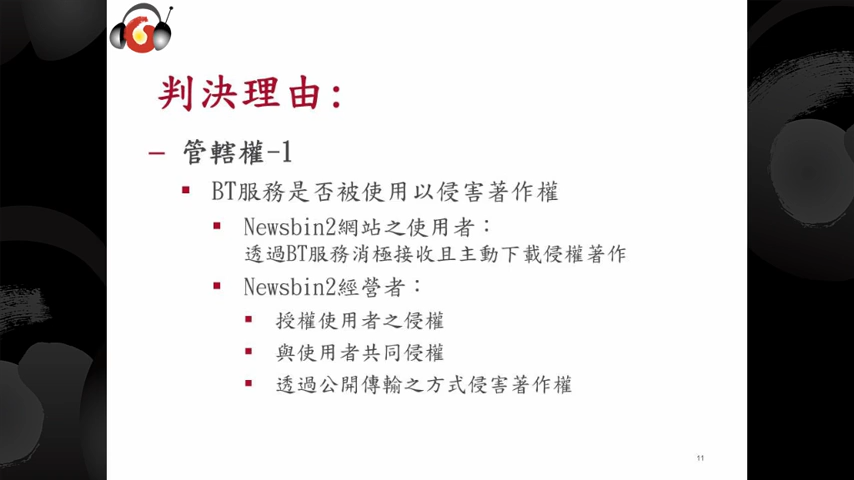 判決理由:
– 管轄權-1
▪ BT服務是否被使用以侵害著作權
▪ Newsbin2網站之使用者：
透過BT服務消極接收且主動下載侵權著作
▪ Newsbin2經營者：
▪ 授權使用者之侵權
▪ 與使用者共同侵權
▪ 透過公開傳輸之方式侵害著作權
11